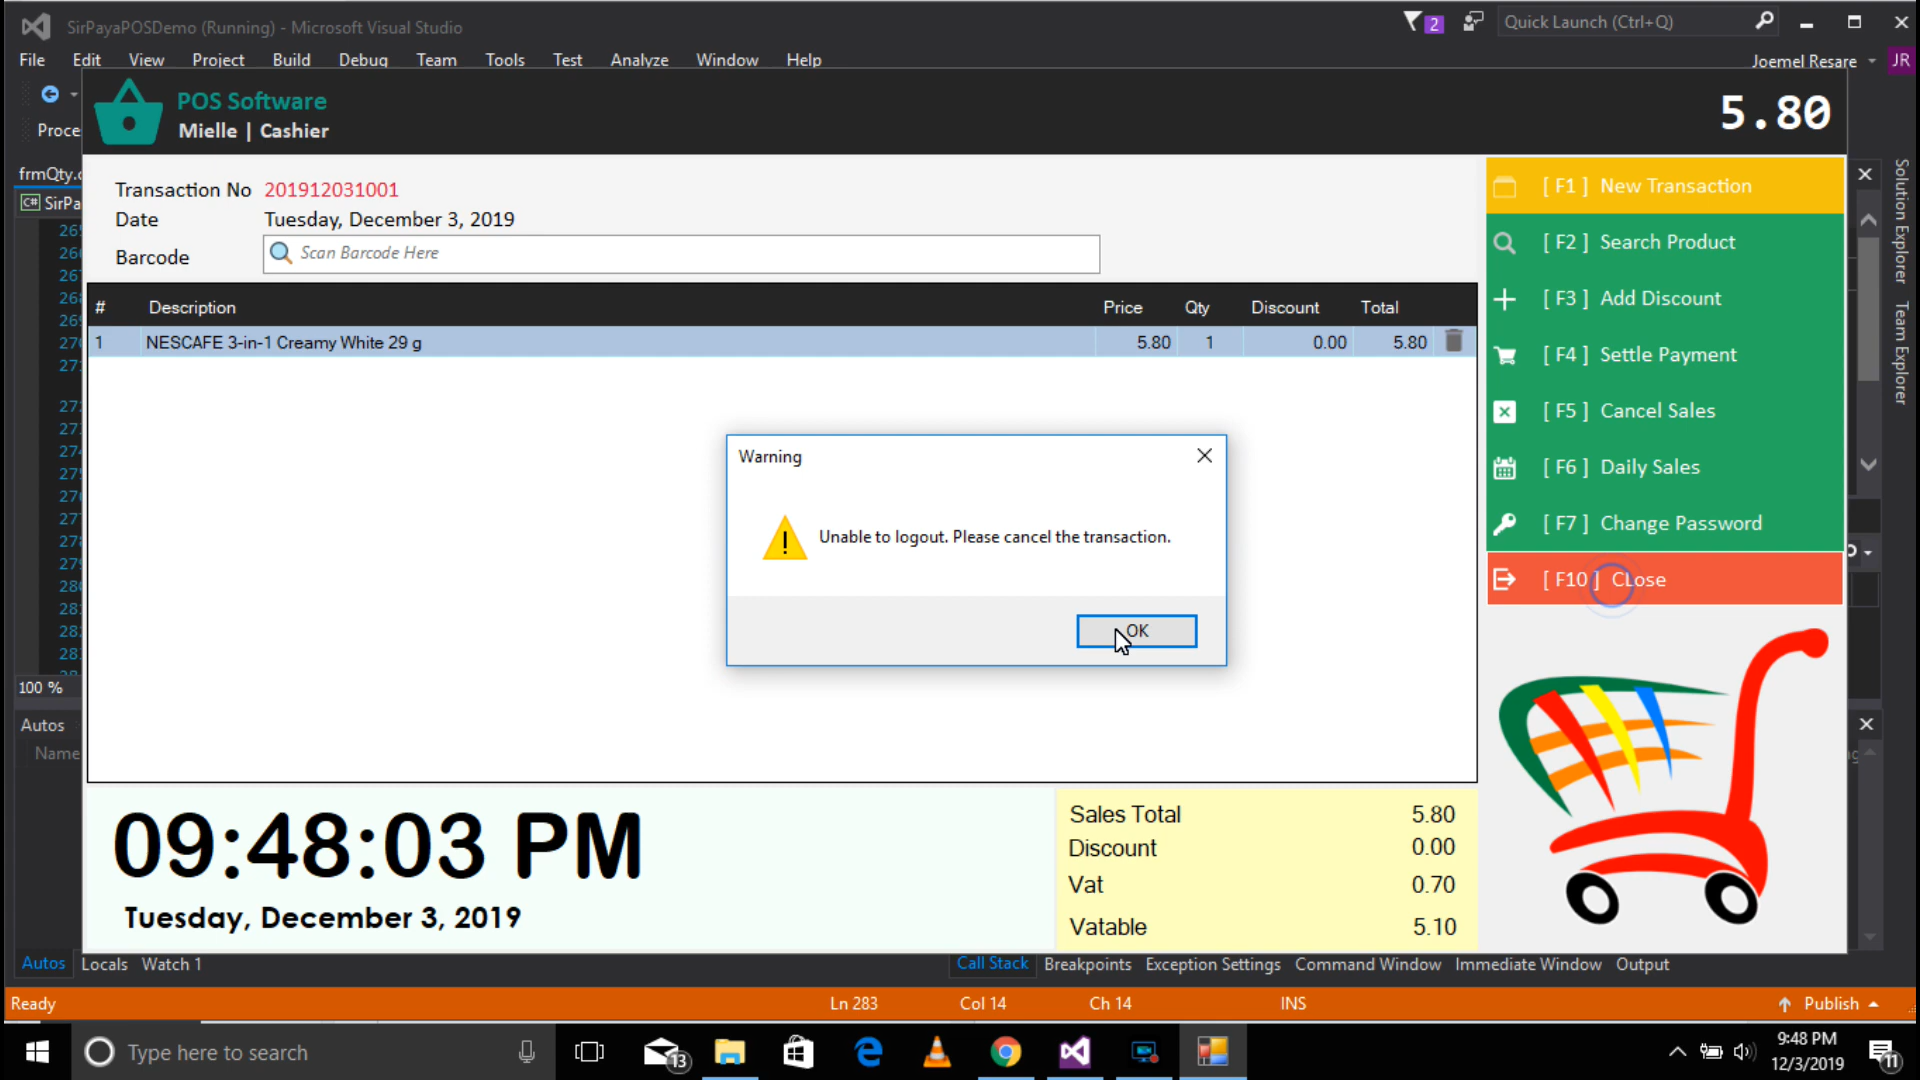 SirPayaPOSDemo (Running) - Microsoft Visual Studio
2
Quick Launch (Ctrl+Q)
File Edit View Project Build Debug Team Tools Test Analyze Window Help
Joemel Resare JR
POS Software
Mielle | Cashier
5.80
Proce
frmQty.
C# SirPa
Transaction No 201912031001
Date Tuesday, December 3, 2019
Barcode Scan Barcode Here
[ F1 ] New Transaction
[ F2 ] Search Product
[ F3 ] Add Discount
[ F4 ] Settle Payment
[ F5 ] Cancel Sales
[ F6 ] Daily Sales
[ F7 ] Change Password
[ F10 ] CLose
Solution Explorer
Team Explorer
# Description Price Qty Discount Total
1 NESCAFE 3-in-1 Creamy White 29 g 5.80 1 0.00 5.80
Warning
Unable to logout. Please cancel the transaction.
OK
100 %
Autos
Name
09:48:03 PM
Tuesday, December 3, 2019
Sales Total 5.80
Discount 0.00
Vat 0.70
Vatable 5.10
Autos Locals Watch 1
Call Stack Breakpoints Exception Settings Command Window Immediate Window Output
Ready Ln 283 Col 14 Ch 14 INS Publish
Type here to search
13
9:48 PM
12/3/2019
11